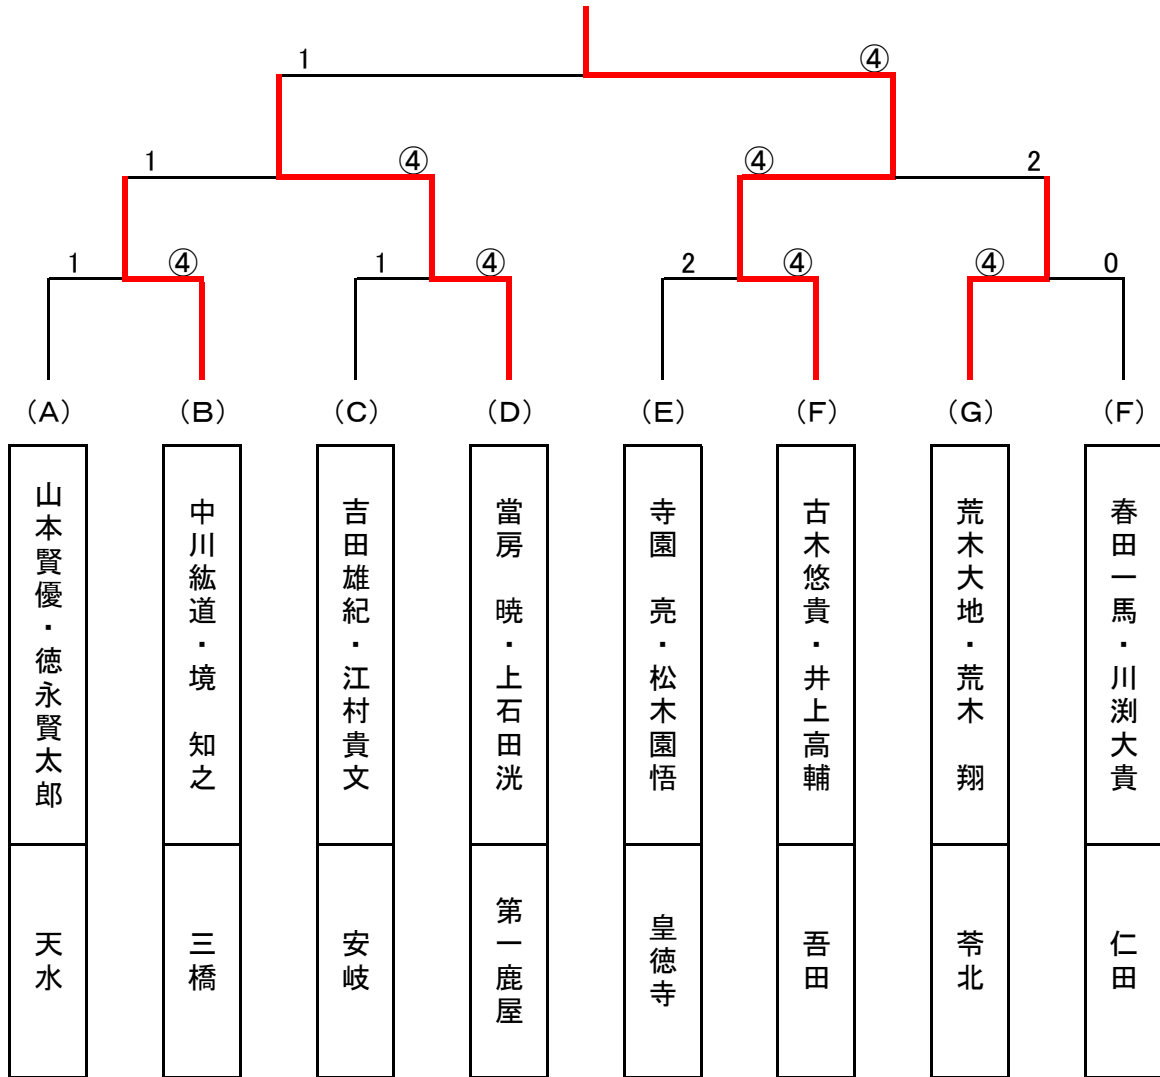 1 ④
1 ④ ④ 2
1 ④ 1 ④ 2 ④ ④ 0
（A） （B） （C） （D） （E） （F） （G） （F）
山本賢優・徳永賢太郎
中川紘道・境　知之
吉田雄紀・江村貴文
當房　暁・上石田洸
寺園　亮・松木園悟
古木悠貴・井上高輔
荒木大地・荒木　翔
春田一馬・川渕大貴
天水
三橋
安岐
第一鹿屋
皇徳寺
吾田
苓北
仁田